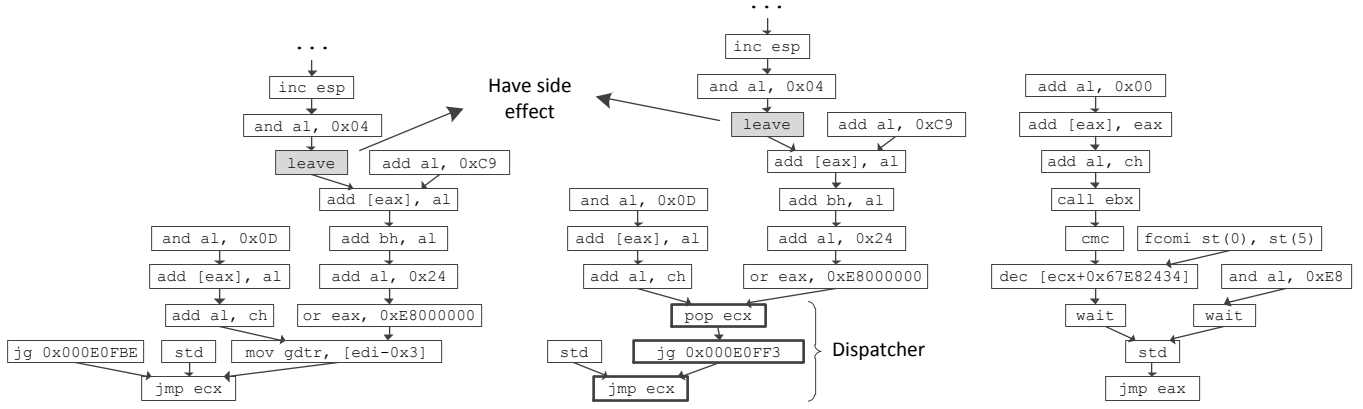 ...
inc esp
and al, 0x04
leave
add al, 0xC9
add [eax], al
and al, 0x0D
add bh, al
add [eax], al
add al, 0x24
add al, ch
or eax, 0xE8000000
jg 0x000E0FBE
std
mov gdtr, [edi-0x3]
jmp ecx
Have side
effect
...
inc esp
and al, 0x04
leave
add al, 0xC9
add [eax], al
and al, 0x0D
add bh, al
add [eax], al
add al, 0x24
add al, ch
or eax, 0xE8000000
pop ecx
std
jg 0x000E0FF3
jmp ecx
Dispatcher
add al, 0x00
add [eax], eax
add al, ch
call ebx
cmc
fcomi st(0), st(5)
dec [ecx+0x67E82434]
and al, 0xE8
wait
wait
std
jmp eax